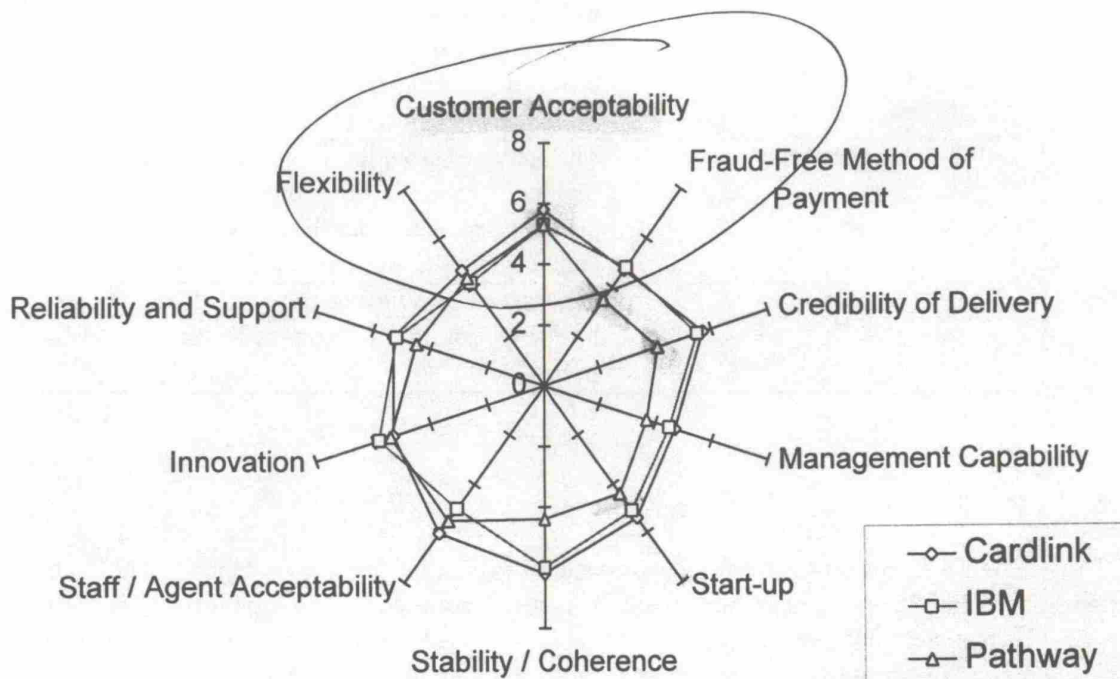 Customer Acceptability
8
Fraud-Free Method of
Payment
Flexibility
6
4
Reliability and Support
Credibility of Delivery
2
0
Innovation
Management Capability
Staff / Agent Acceptability
Start-up
Stability / Coherence
Cardlink
IBM
Pathway